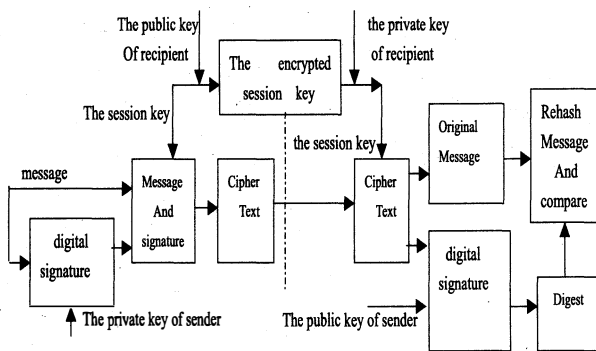 The public key
Of recipient
the private key
of recipient
The encrypted
session key
The session key
the session key
message
Message
And
signature
Cipher
Text
Cipher
Text
Original
Message
Rehash
Message
And
compare
digital
signature
The private key of sender
The public key of sender
digital
signature
Digest